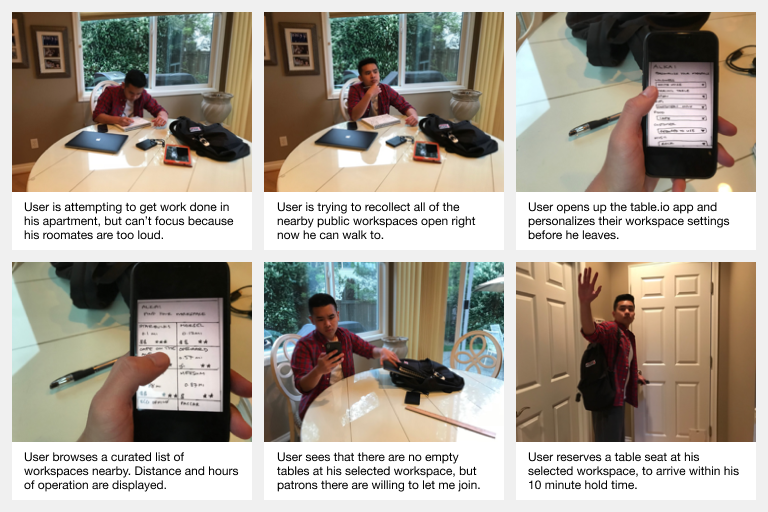 User is attempting to get work done in
his apartment, but can't focus because
his roomates are too loud.
User is trying to recollect all of the
nearby public workspaces open right
now he can walk to.
User opens up the table.io app and
personalizes their workspace settings
before he leaves.
User browses a curated list of
workspaces nearby. Distance and hours
of operation are displayed.
User sees that there are no empty
tables at his selected workspace, but
patrons there are willing to let me join.
User reserves a table seat at his
selected workspace, to arrive within his
10 minute hold time.